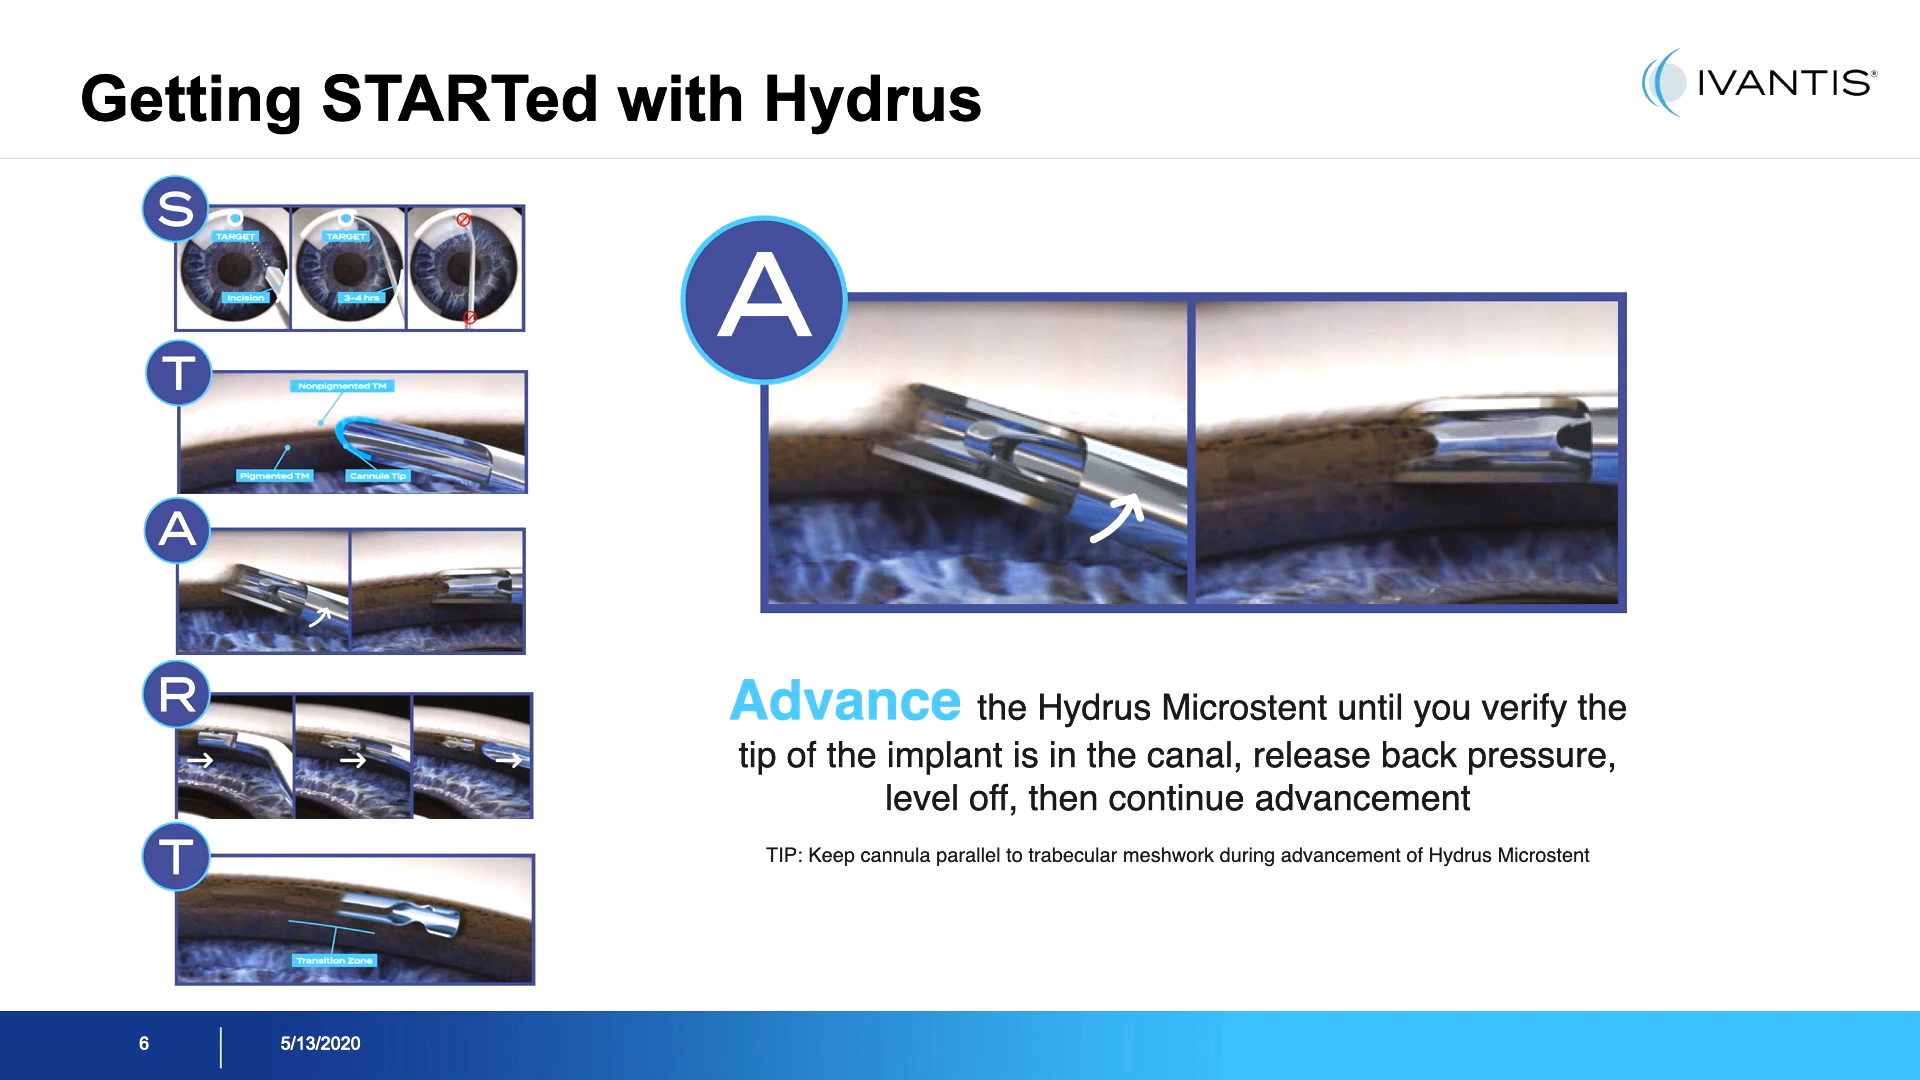 Getting STARTed with Hydrus
IVANTIS®
S
TARGET
Incision
TARGET
3-4 hrs
T
Nonpigmented TM
Pigmented TM
Cannula Tip
A
R
T
Transition Zone
A
Advance the Hydrus Microstent until you verify the
tip of the implant is in the canal, release back pressure,
level off, then continue advancement
TIP: Keep cannula parallel to trabecular meshwork during advancement of Hydrus Microstent
6
5/13/2020